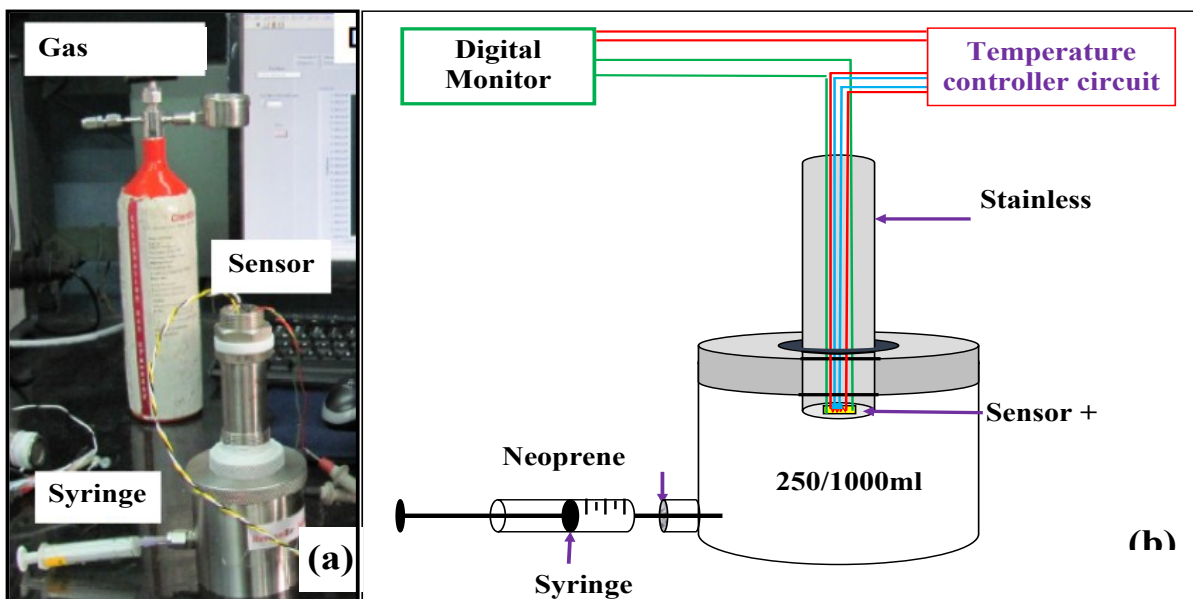 Gas
Sensor
Syringe
(a)
Digital
Monitor
Temperature
controller circuit
Stainless
Sensor +
Neoprene
250/1000ml
Syringe
(b)